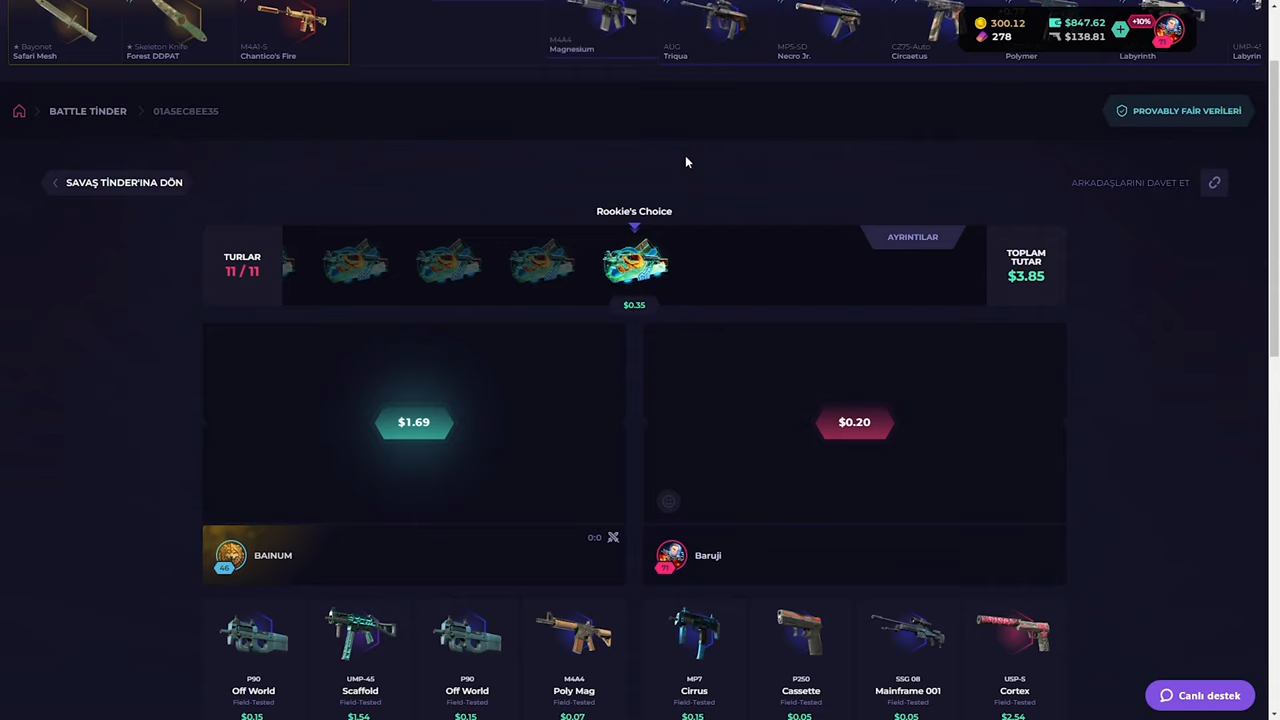 300.12
278
$847.62
$138.81
+10%
71
★ Bayonet
Safari Mesh
★ Skeleton Knife
Forest DDPAT
M4A1-S
Chantico's Fire
M4A4
Magnesium
AUG
Triqua
MP5-SD
Necro Jr.
CZ75-Auto
Circaetus
Polymer
Labyrinth
UMP-45
Labyrin
BATTLE TİNDER
01A5EC8EE35
PROVABLY FAIR VERİLERİ
SAVAŞ TİNDER'INA DÖN
ARKADAŞLARINI DAVET ET
Rookie's Choice
TURLAR
11 / 11
AYRINTILAR
TOPLAM
TUTAR
$3.85
$0.35
$1.69
$0.20
46
BAINUM
0:0
71
Baruji
P90
Off World
Field-Tested
$0.15
UMP-45
Scaffold
Field-Tested
$1.54
P90
Off World
Field-Tested
$0.15
M4A4
Poly Mag
Field-Tested
$0.07
MP7
Cirrus
Field-Tested
$0.15
P250
Cassette
Field-Tested
$0.05
SSG 08
Mainframe 001
Field-Tested
$0.05
USP-S
Cortex
Field-Tested
$2.54
Canlı destek